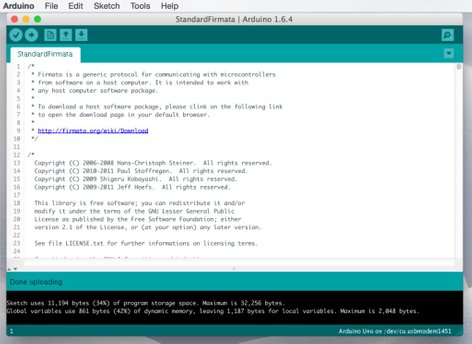 Arduino File Edit Sketch Tools Help
StandardFirmata | Arduino 1.6.4
StandardFirmata
1 /*
2 * Firmata is a generic protocol for communicating with microcontrollers
3 * from software on a host computer. It is intended to work with
4 * any host computer software package.
5 *
6 * To download a host software package, please clink on the following link
7 * to open the download page in your default browser.
8 *
9 * http://firmata.org/wiki/Download
10 */
11
12 /*
13 Copyright (C) 2006-2008 Hans-Christoph Steiner. All rights reserved.
14 Copyright (C) 2010-2011 Paul Stoffregen. All rights reserved.
15 Copyright (C) 2009 Shigeru Kobayashi. All rights reserved.
16 Copyright (C) 2009-2011 Jeff Hoefs. All rights reserved.
17
18 This library is free software; you can redistribute it and/or
19 modify it under the terms of the GNU Lesser General Public
20 License as published by the Free Software Foundation; either
21 version 2.1 of the License, or (at your option) any later version.
22
23 See file LICENSE.txt for further informations on licensing terms.
24
Done uploading
Sketch uses 11,194 bytes (34%) of program storage space. Maximum is 32,256 bytes.
Global variables use 861 bytes (42%) of dynamic memory, leaving 1,187 bytes for local variables. Maximum is 2,048 bytes.
1 Arduino Uno on /dev/cu.usbmodem1451